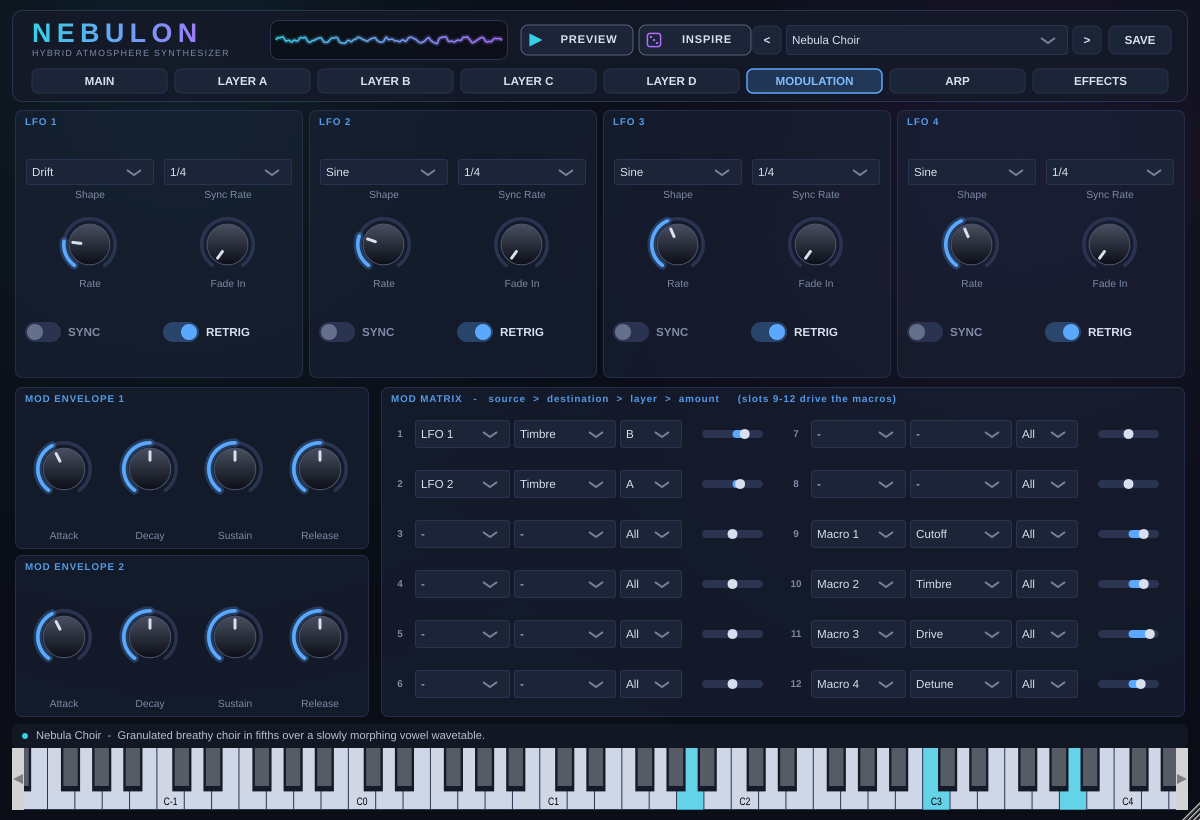 NEBULON
HYBRID ATMOSPHERE SYNTHESIZER
PREVIEW INSPIRE < Nebula Choir > SAVE
MAIN LAYER A LAYER B LAYER C LAYER D MODULATION ARP EFFECTS
LFO 1 LFO 2 LFO 3 LFO 4
Drift 1/4 Sine 1/4 Sine 1/4 Sine 1/4
Shape Sync Rate Shape Sync Rate Shape Sync Rate Shape Sync Rate
Rate Fade In Rate Fade In Rate Fade In Rate Fade In
SYNC RETRIG SYNC RETRIG SYNC RETRIG SYNC RETRIG
MOD ENVELOPE 1
Attack Decay Sustain Release
MOD ENVELOPE 2
Attack Decay Sustain Release
MOD MATRIX - source > destination > layer > amount (slots 9-12 drive the macros)
1 LFO 1 Timbre B 7 - - All
2 LFO 2 Timbre A 8 - - All
3 - - All 9 Macro 1 Cutoff All
4 - - All 10 Macro 2 Timbre All
5 - - All 11 Macro 3 Drive All
6 - - All 12 Macro 4 Detune All
Nebula Choir - Granulated breathy choir in fifths over a slowly morphing vowel wavetable.
C-1 C0 C1 C2 C3 C4